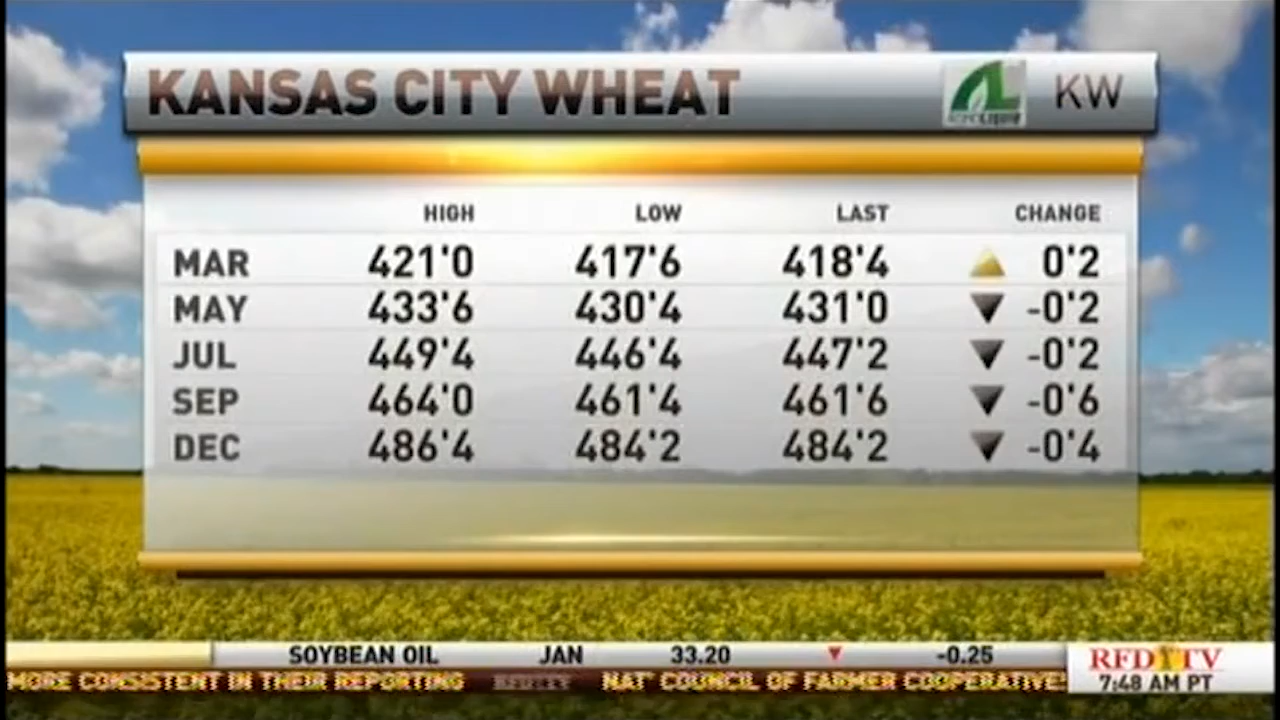 KANSAS CITY WHEAT KW
HIGH LOW LAST CHANGE
MAR 421'0 417'6 418'4 0'2
MAY 433'6 430'4 431'0 -0'2
JUL 449'4 446'4 447'2 -0'2
SEP 464'0 461'4 461'6 -0'6
DEC 486'4 484'2 484'2 -0'4
SOYBEAN OIL JAN 33.20 -0.25
RFD TV
MORE CONSISTENT IN THEIR REPORTING NAT' COUNCIL OF FARMER COOPERATIVE
7:48 AM PT